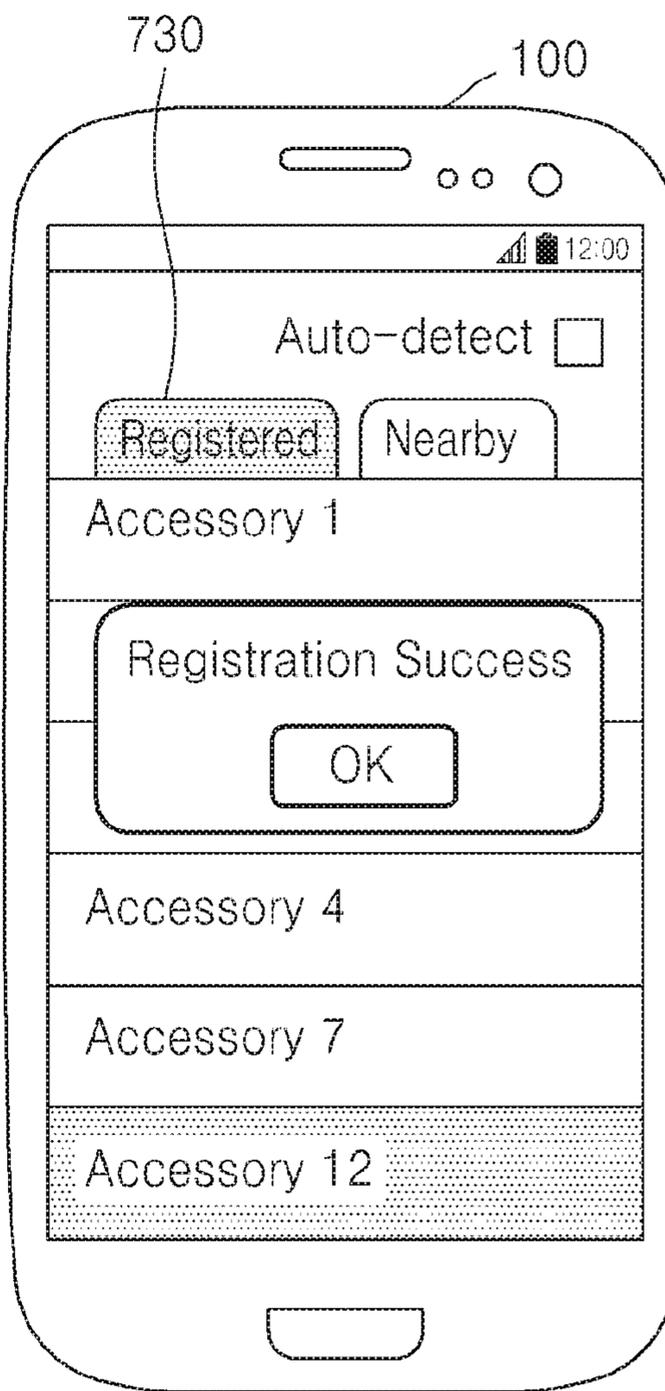 730
100
12:00
Auto-detect
Registered Nearby
Accessory 1
Registration Success
OK
Accessory 4
Accessory 7
Accessory 12